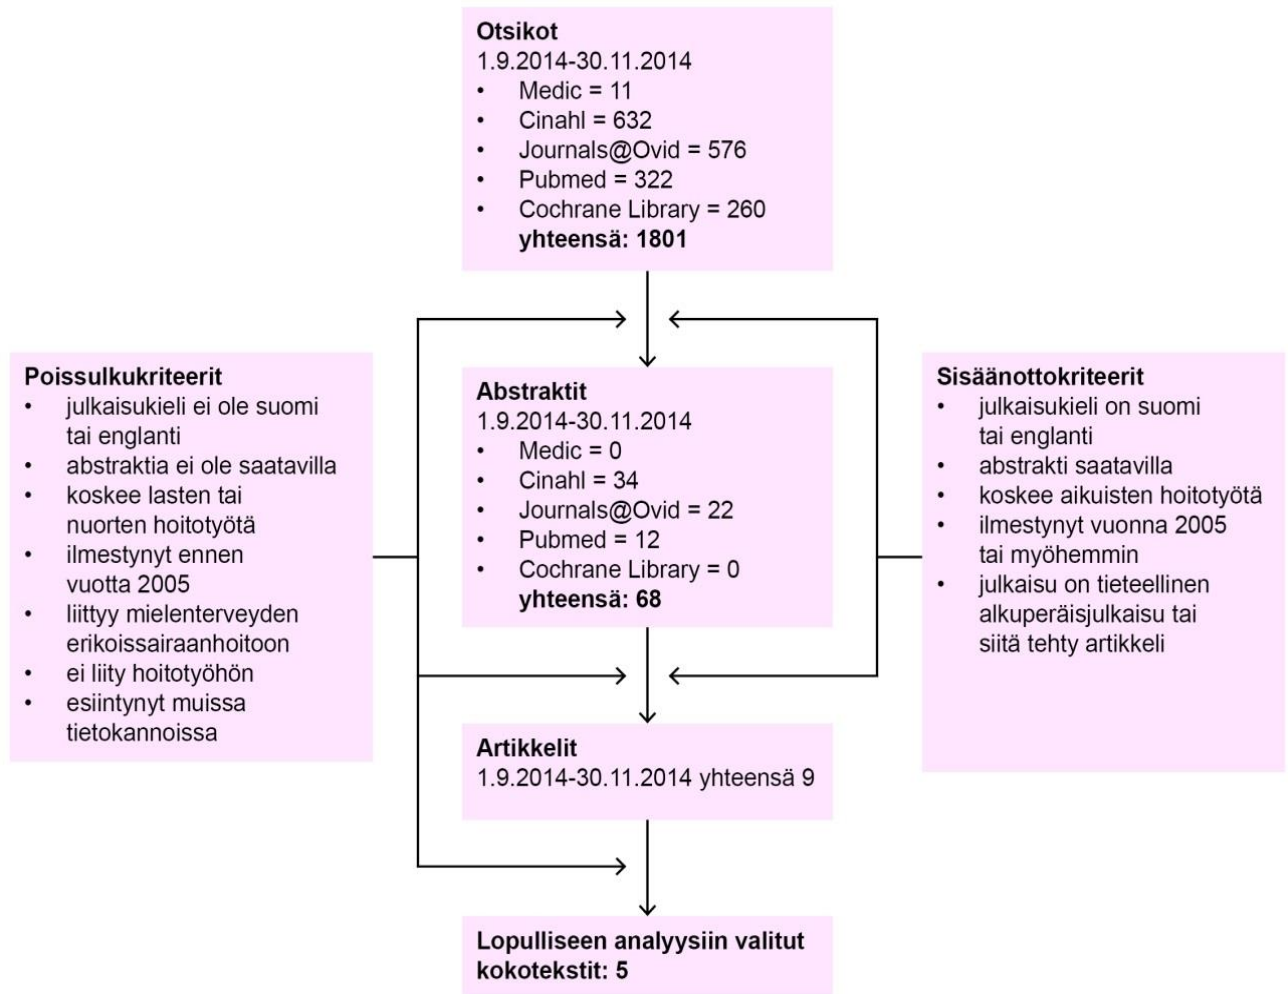 Otsikot
1.9.2014-30.11.2014
• Medic = 11
• Cinahl = 632
• Journals@Ovid = 576
• Pubmed = 322
• Cochrane Library = 260
yhteensä: 1801
Poissulkukriteerit
• julkaisukieli ei ole suomi
tai englanti
• abstraktia ei ole saatavilla
• koskee lasten tai
nuorten hoitotyötä
• ilmestynyt ennen
vuotta 2005
• liittyy mielenterveyden
erikoissairaanhoitoon
• ei liity hoitotyöhön
• esiintynyt muissa
tietokannoissa
Abstraktit
1.9.2014-30.11.2014
• Medic = 0
• Cinahl = 34
• Journals@Ovid = 22
• Pubmed = 12
• Cochrane Library = 0
yhteensä: 68
Sisäänottokriteerit
• julkaisukieli on suomi
tai englanti
• abstrakti saatavilla
• koskee aikuisten hoitotyötä
• ilmestynyt vuonna 2005
tai myöhemmin
• julkaisu on tieteellinen
alkuperäisjulkaisu tai
siitä tehty artikkeli
Artikkelit
1.9.2014-30.11.2014 yhteensä 9
Lopulliseen analyysiin valitut
kokotekstit: 5